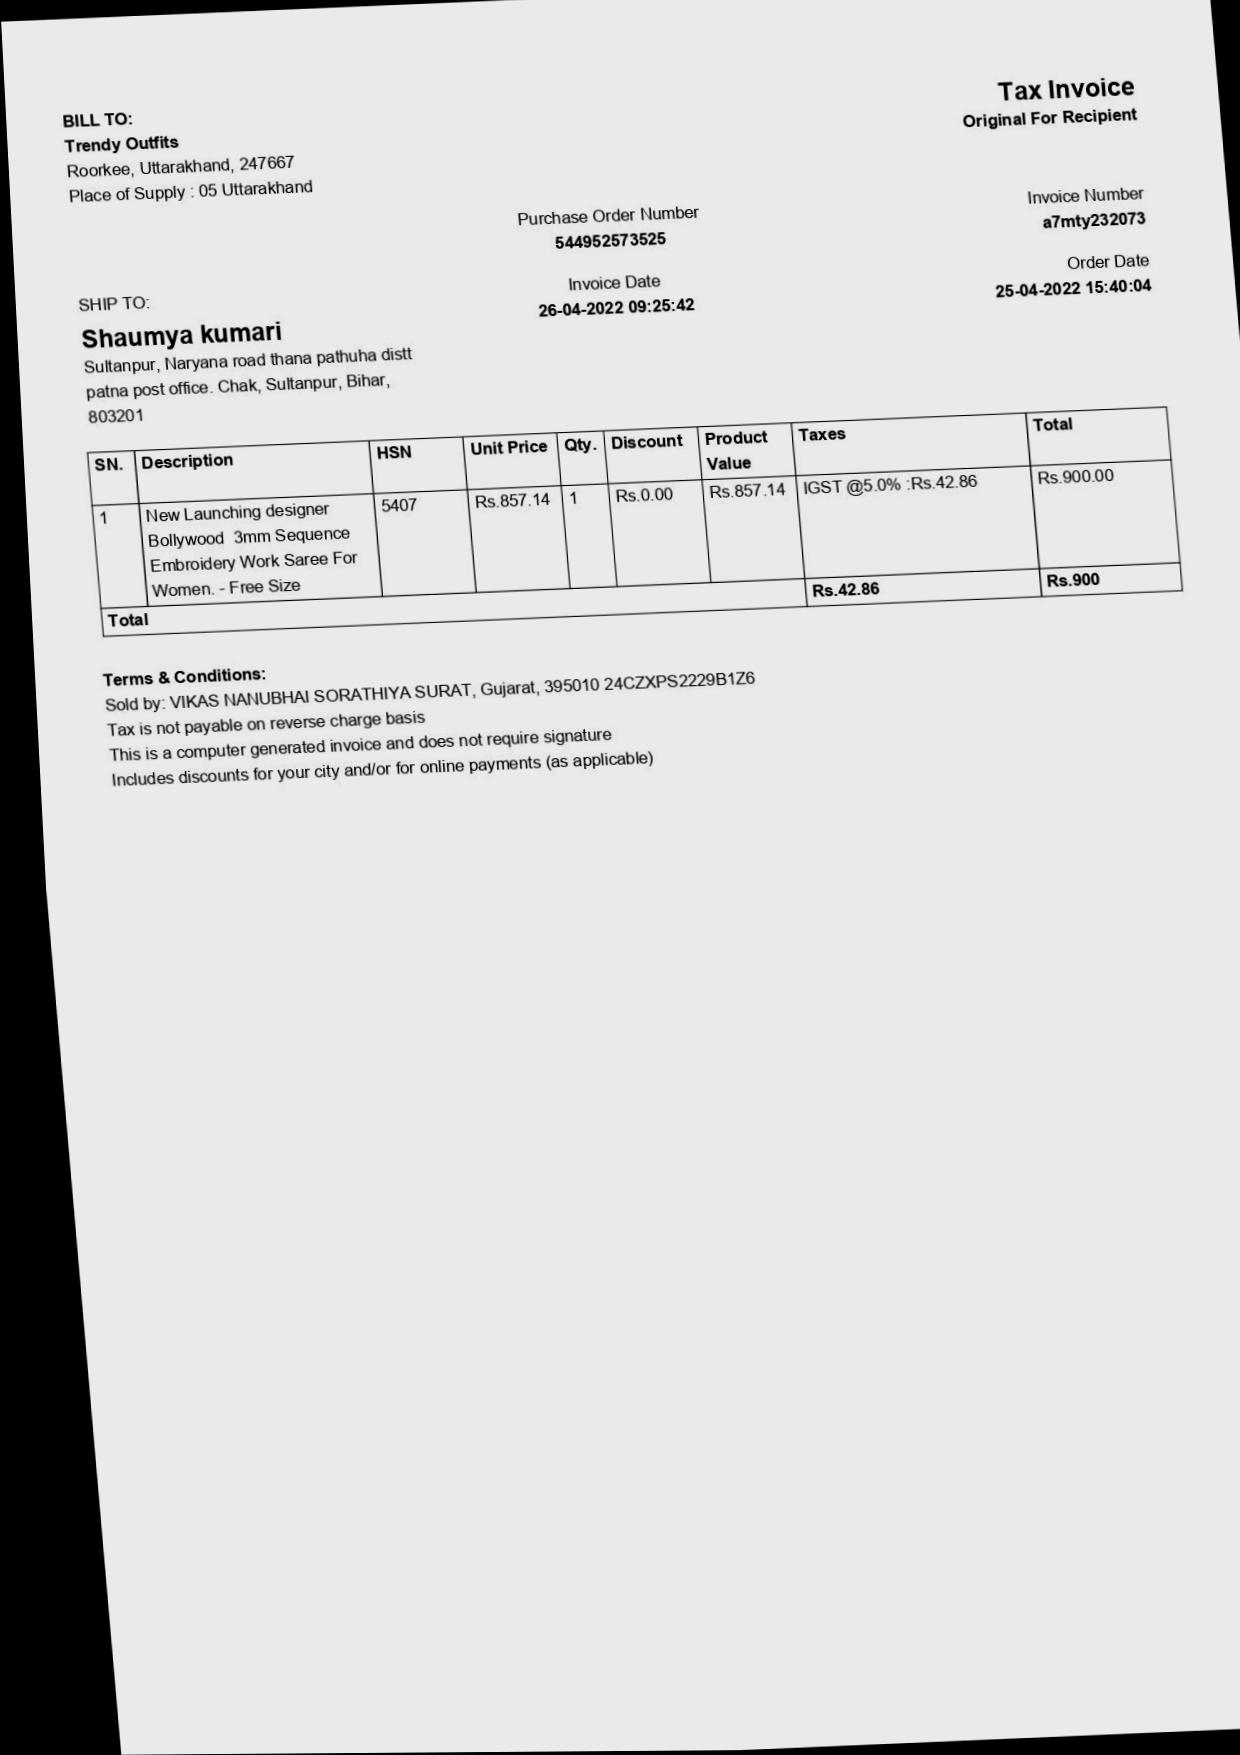 Tax Invoice
Original For Recipient
BILL TO:
Trendy Outfits
Roorkee, Uttarakhand, 247667
Place of Supply : 05 Uttarakhand
Purchase Order Number
544952573525
Invoice Number
a7mty232073
Invoice Date
26-04-2022 09:25:42
Order Date
25-04-2022 15:40:04
SHIP TO:
Shaumya kumari
Sultanpur, Naryana road thana pathuha distt
patna post office. Chak, Sultanpur, Bihar,
803201
SN. Description HSN Unit Price Qty. Discount Product Value Taxes Total
1 New Launching designer 5407 Rs.857.14 1 Rs.0.00 Rs.857.14 IGST @5.0% :Rs.42.86 Rs.900.00
Bollywood 3mm Sequence
Embroidery Work Saree For
Women. - Free Size
Total Rs.42.86 Rs.900
Terms & Conditions:
Sold by: VIKAS NANUBHAI SORATHIYA SURAT, Gujarat, 395010 24CZXPS2229B1Z6
Tax is not payable on reverse charge basis
This is a computer generated invoice and does not require signature
Includes discounts for your city and/or for online payments (as applicable)